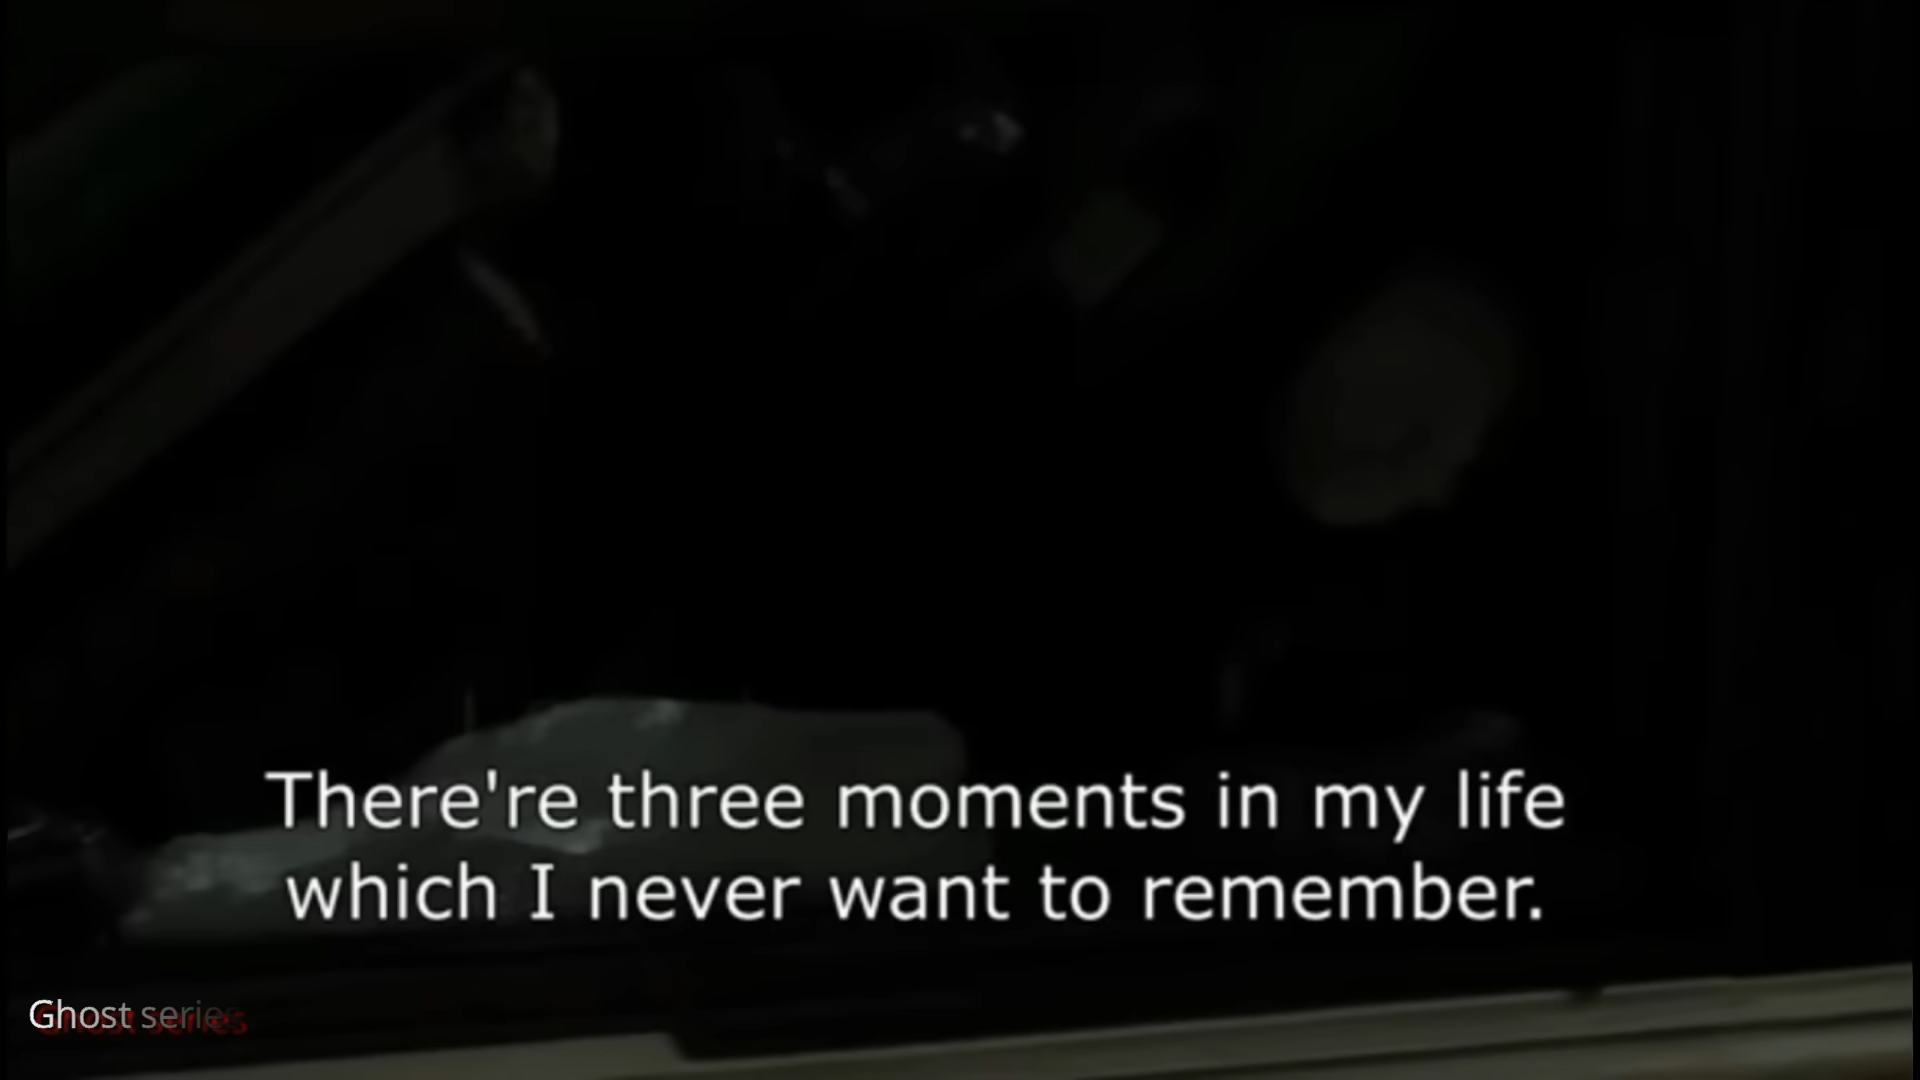 There're three moments in my life
which I never want to remember.
Ghost series